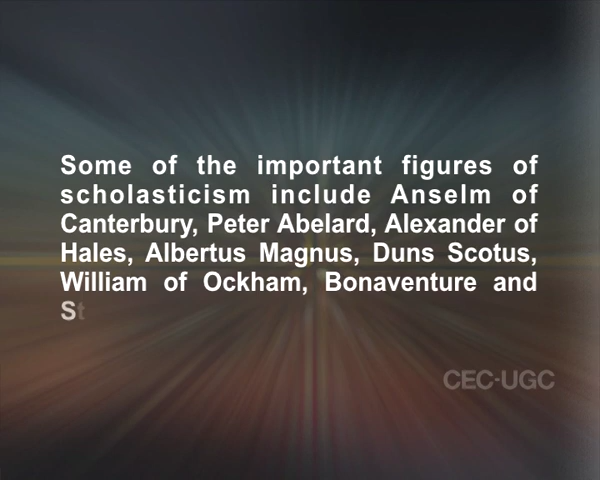 Some of the important figures of
scholasticism include Anselm of
Canterbury, Peter Abelard, Alexander of
Hales, Albertus Magnus, Duns Scotus,
William of Ockham, Bonaventure and
St
CEC-UGC